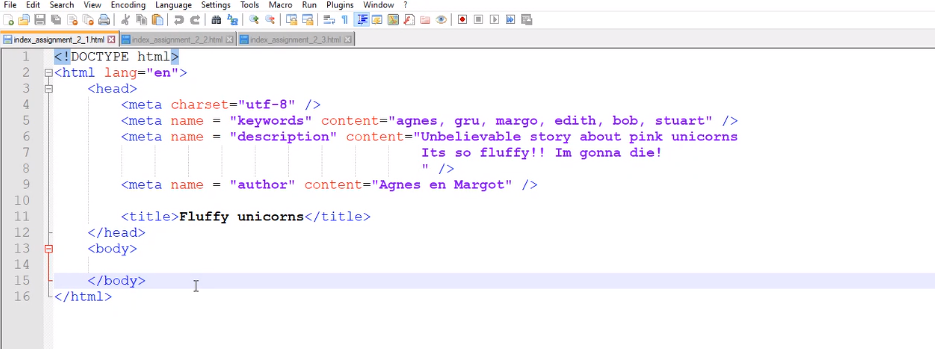 File Edit Search View Encoding Language Settings Tools Macro Run Plugins Window ?
index_assignment_2_1.html index_assignment_2_2.html index_assignment_2_3.html
1 <!DOCTYPE html>
2 <html lang="en">
3 <head>
4 <meta charset="utf-8" />
5 <meta name = "keywords" content="agnes, gru, margo, edith, bob, stuart" />
6 <meta name = "description" content="Unbelievable story about pink unicorns
7 Its so fluffy!! Im gonna die!
8 " />
9 <meta name = "author" content="Agnes en Margot" />
10
11 <title>Fluffy unicorns</title>
12 </head>
13 <body>
14
15 </body>
16 </html>